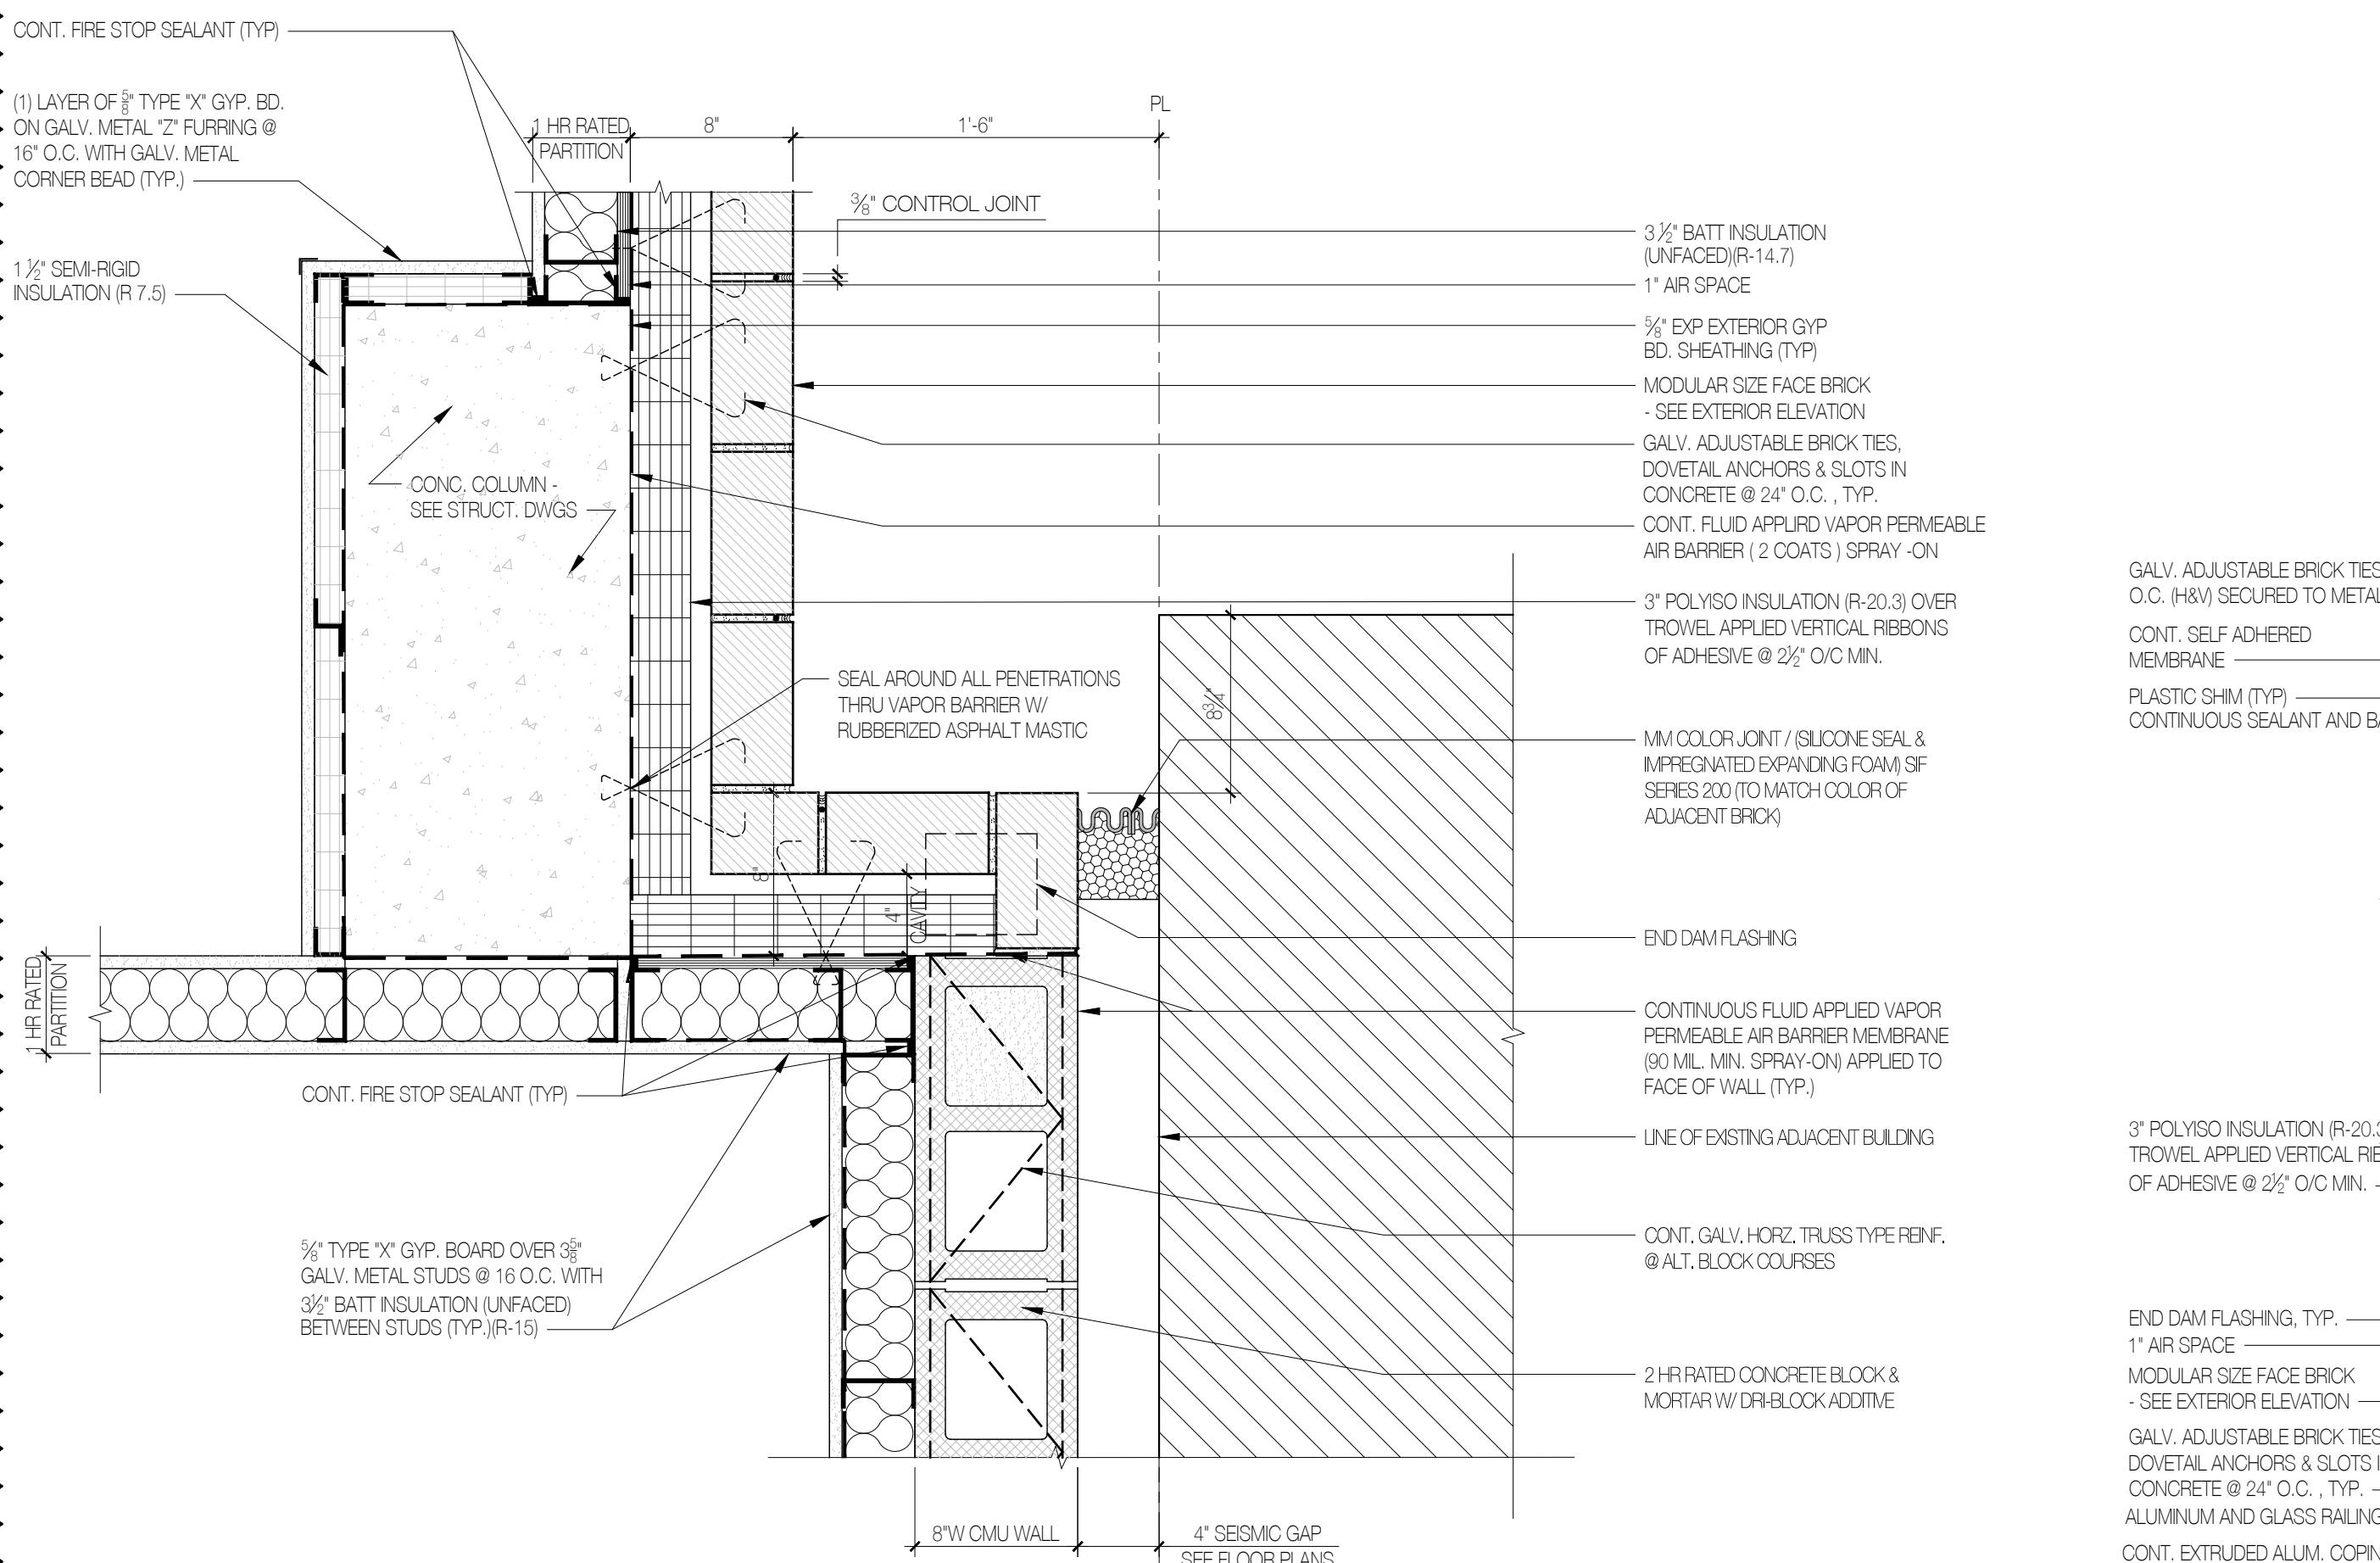 CONT. FIRE STOP SEALANT (TYP)
(1) LAYER OF 5/8" TYPE "X" GYP. BD.
ON GALV. METAL "Z" FURRING @
16" O.C. WITH GALV. METAL
CORNER BEAD (TYP.)
1 1/2" SEMI-RIGID
INSULATION (R 7.5)
1 HR RATED
PARTITION
8"
1'-6"
PL
3/8" CONTROL JOINT
CONC. COLUMN -
SEE STRUCT. DWGS
SEAL AROUND ALL PENETRATIONS
THRU VAPOR BARRIER W/
RUBBERIZED ASPHALT MASTIC
8 3/4"
8"
4"
CAVITY
1 HR RATED
PARTITION
CONT. FIRE STOP SEALANT (TYP)
5/8" TYPE "X" GYP. BOARD OVER 3 5/8"
GALV. METAL STUDS @ 16 O.C. WITH
3 1/2" BATT INSULATION (UNFACED)
BETWEEN STUDS (TYP.)(R-15)
8"W CMU WALL
4" SEISMIC GAP
SEE FLOOR PLANS
3 1/2" BATT INSULATION
(UNFACED)(R-14.7)
1" AIR SPACE
5/8" EXP EXTERIOR GYP
BD. SHEATHING (TYP)
MODULAR SIZE FACE BRICK
- SEE EXTERIOR ELEVATION
GALV. ADJUSTABLE BRICK TIES,
DOVETAIL ANCHORS & SLOTS IN
CONCRETE @ 24" O.C. , TYP.
CONT. FLUID APPLIRD VAPOR PERMEABLE
AIR BARRIER ( 2 COATS ) SPRAY -ON
3" POLYISO INSULATION (R-20.3) OVER
TROWEL APPLIED VERTICAL RIBBONS
OF ADHESIVE @ 2 1/2" O/C MIN.
MM COLOR JOINT / (SILICONE SEAL &
IMPREGNATED EXPANDING FOAM) SIF
SERIES 200 (TO MATCH COLOR OF
ADJACENT BRICK)
END DAM FLASHING
CONTINUOUS FLUID APPLIED VAPOR
PERMEABLE AIR BARRIER MEMBRANE
(90 MIL. MIN. SPRAY-ON) APPLIED TO
FACE OF WALL (TYP.)
LINE OF EXISTING ADJACENT BUILDING
CONT. GALV. HORZ. TRUSS TYPE REINF.
@ ALT. BLOCK COURSES
2 HR RATED CONCRETE BLOCK &
MORTAR W/ DRI-BLOCK ADDITIVE
GALV. ADJUSTABLE BRICK TIES
O.C. (H&V) SECURED TO METAL
CONT. SELF ADHERED
MEMBRANE
PLASTIC SHIM (TYP)
CONTINUOUS SEALANT AND
3" POLYISO INSULATION (R-20.3
TROWEL APPLIED VERTICAL
OF ADHESIVE @ 2 1/2" O/C MIN.
END DAM FLASHING, TYP.
1" AIR SPACE
MODULAR SIZE FACE BRICK
- SEE EXTERIOR ELEVATION
GALV. ADJUSTABLE BRICK TIES
DOVETAIL ANCHORS & SLOTS
CONCRETE @ 24" O.C. , TYP.
ALUMINUM AND GLASS RAILING
CONT. EXTRUDED ALUM.